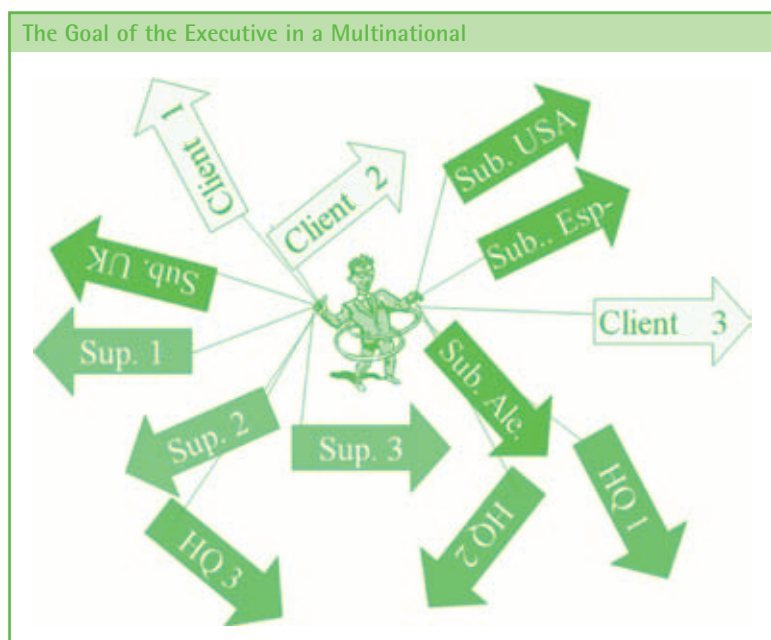 The Goal of the Executive in a Multinational
Client 1
Client 2
Sub. USA
Sub.. Esp-
Sub. UK
Client 3
Sup. 1
Sub. Ale.
Sup. 2
Sup. 3
HQ 1
HQ 2
HQ 3